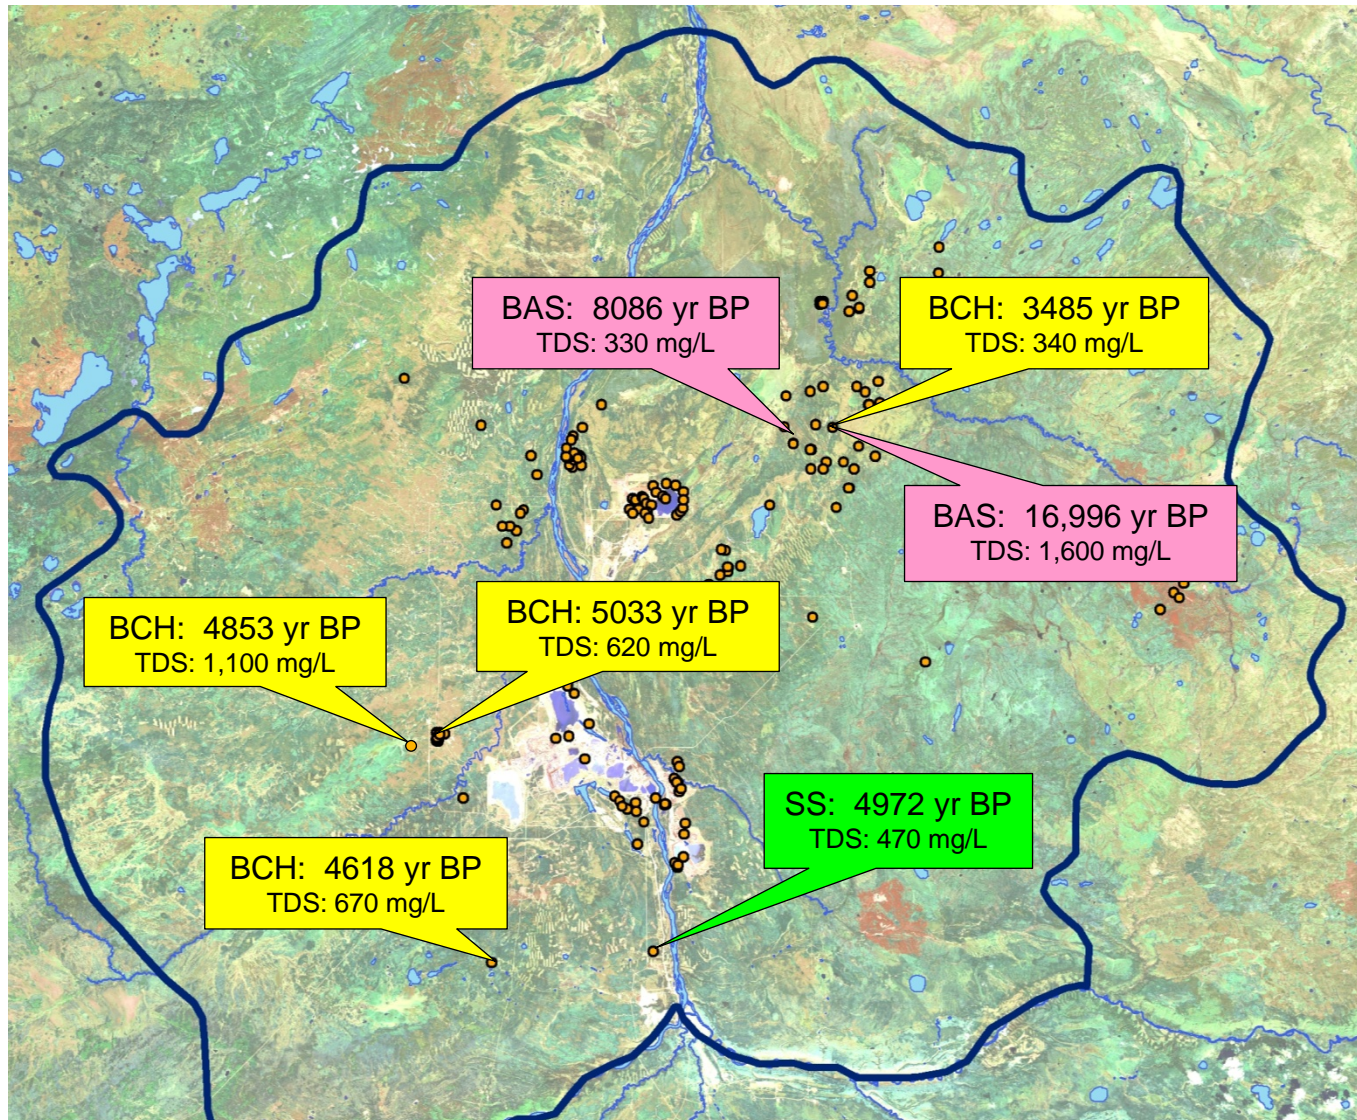 BAS: 8086 yr BP
TDS: 330 mg/L
BCH: 3485 yr BP
TDS: 340 mg/L
BAS: 16,996 yr BP
TDS: 1,600 mg/L
BCH: 5033 yr BP
TDS: 620 mg/L
BCH: 4853 yr BP
TDS: 1,100 mg/L
SS: 4972 yr BP
TDS: 470 mg/L
BCH: 4618 yr BP
TDS: 670 mg/L